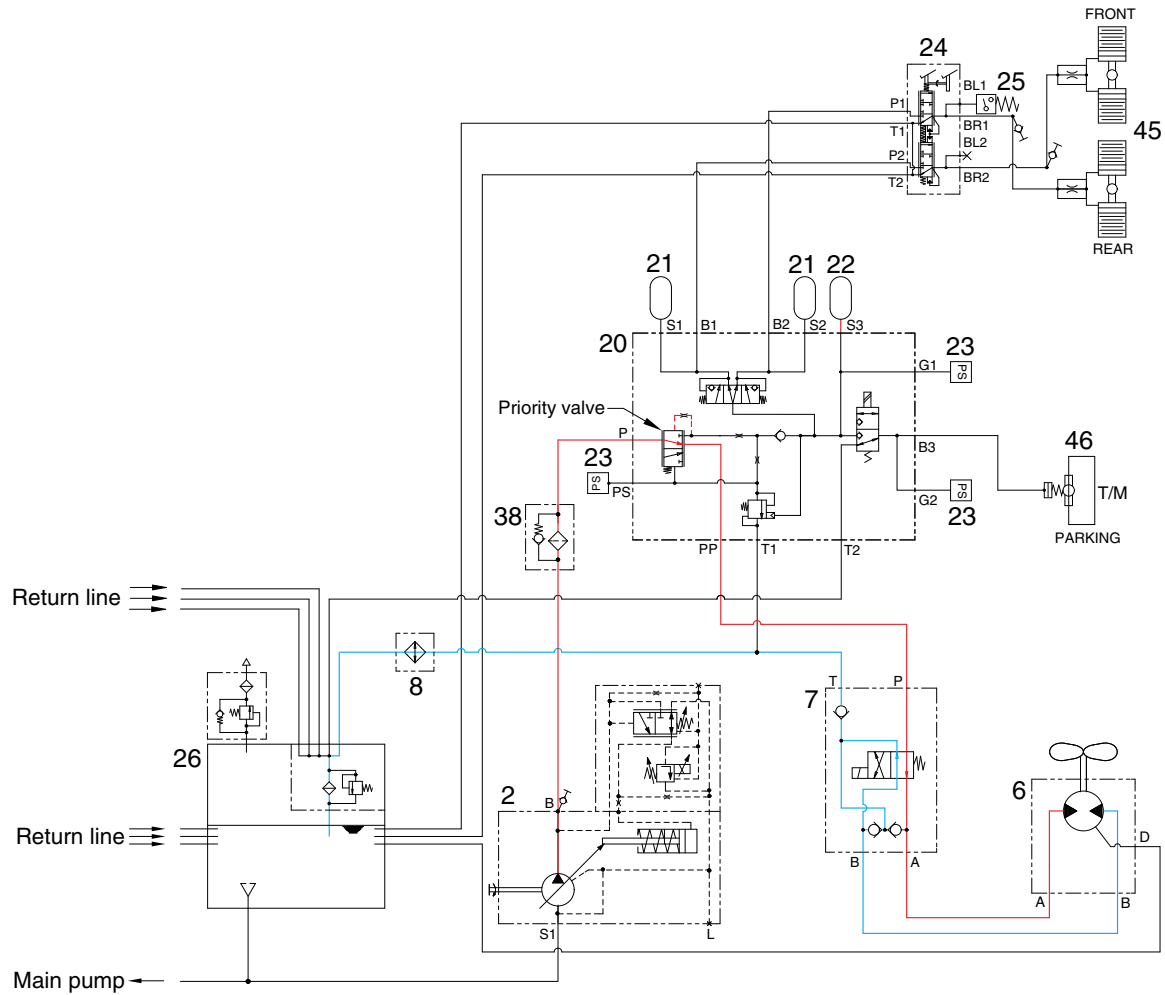 FRONT
24
BL1
25
P1
T1
BR1
BL2
P2
T2
BR2
45
REAR
21
21
22
S1
B1
B2
S2
S3
20
G1
23
PS
Priority valve
P
B3
46
23
PS
PS
G2
PS
23
T/M
38
PP
T1
T2
PARKING
Return line
8
T
P
7
26
6
2
B
D
Return line
B
A
A
B
S1
L
Main pump